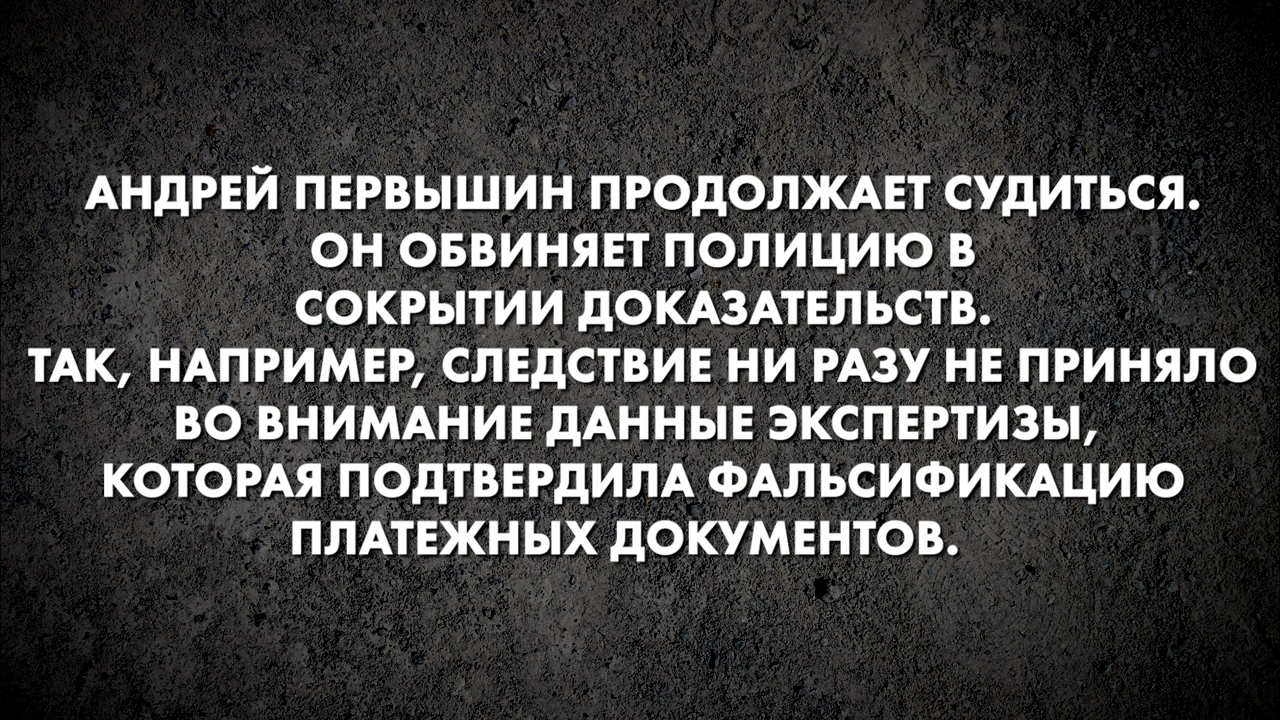 АНДРЕЙ ПЕРВЫШИН ПРОДОЛЖАЕТ СУДИТЬСЯ.
ОН ОБВИНЯЕТ ПОЛИЦИЮ В
СОКРЫТИИ ДОКАЗАТЕЛЬСТВ.
ТАК, НАПРИМЕР, СЛЕДСТВИЕ НИ РАЗУ НЕ ПРИНЯЛО
ВО ВНИМАНИЕ ДАННЫЕ ЭКСПЕРТИЗЫ,
КОТОРАЯ ПОДТВЕРДИЛА ФАЛЬСИФИКАЦИЮ
ПЛАТЕЖНЫХ ДОКУМЕНТОВ.